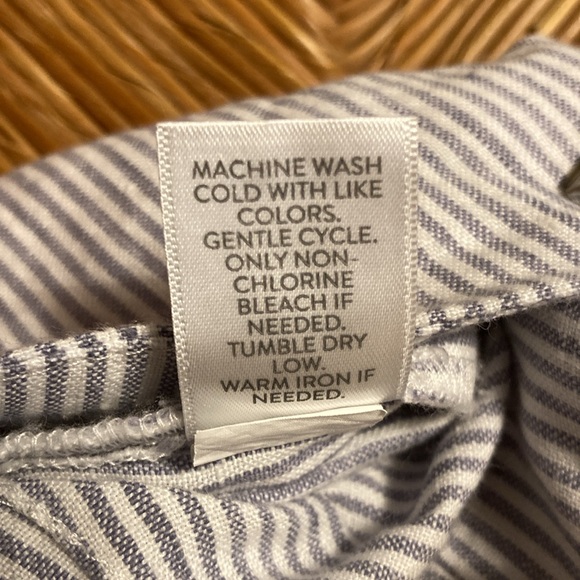 MACHINE WASH
COLD WITH LIKE
COLORS.
GENTLE CYCLE.
ONLY NON-
CHLORINE
BLEACH IF
NEEDED.
TUMBLE DRY
LOW.
WARM IRON IF
NEEDED.